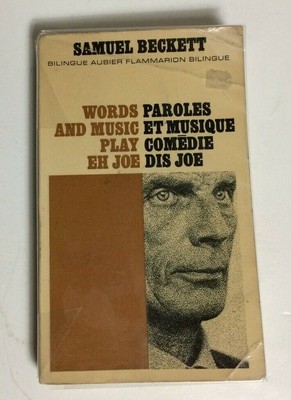 SAMUEL BECKETT
BILINGUE AUBIER FLAMMARION BILINGUE
WORDS PAROLES
AND MUSIC ET MUSIQUE
PLAY COMÉDIE
EH JOE DIS JOE